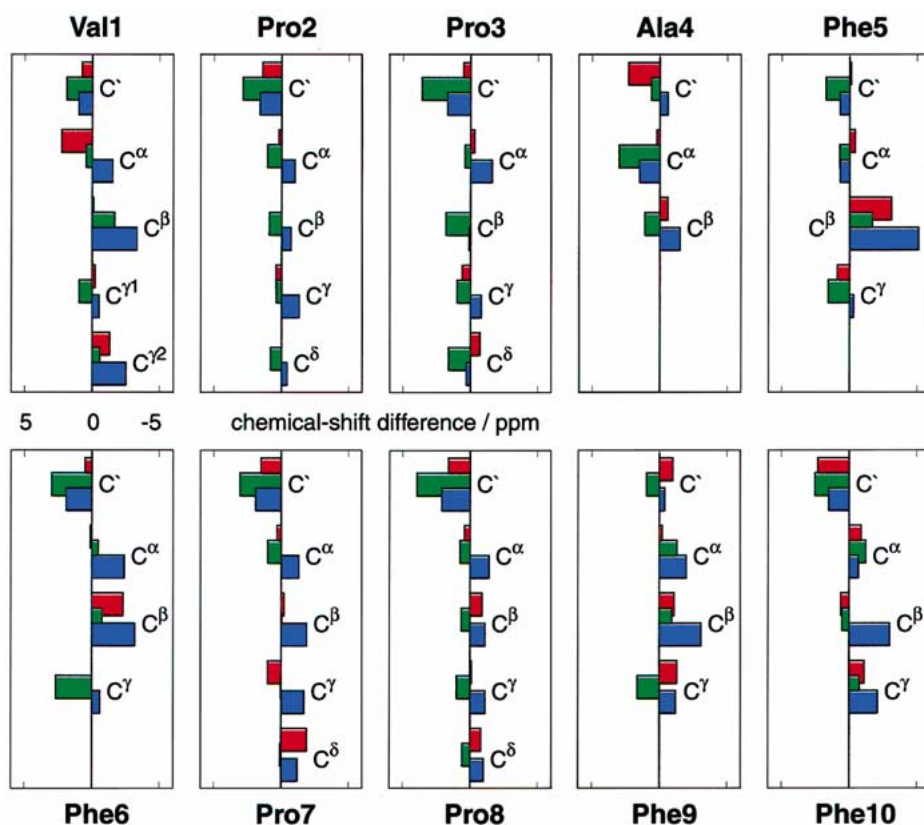 Val1 Pro2 Pro3 Ala4 Phe5
C` C` C` C` C`
Cα Cα Cα Cα Cα
Cβ Cβ Cβ Cβ Cβ
Cγ1 Cγ Cγ Cγ
Cγ2 Cδ Cδ
5 0 -5 chemical-shift difference / ppm
C` C` C` C` C`
Cα Cα Cα Cα Cα
Cβ Cβ Cβ Cβ Cβ
Cγ Cγ Cγ Cγ Cγ
Cδ Cδ
Phe6 Pro7 Pro8 Phe9 Phe10